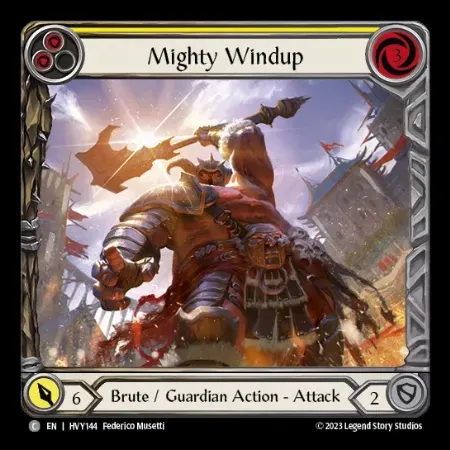 Mighty Windup
3
6
Brute / Guardian Action - Attack
2
C EN | HVY144 Federico Musetti
©2023 Legend Story Studios